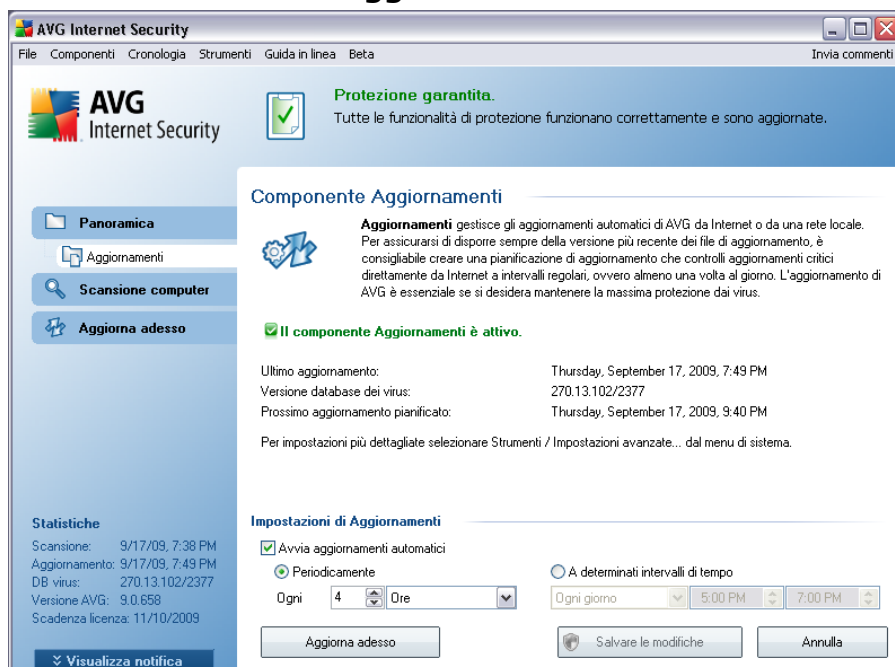 AVG Internet Security
File Componenti Cronologia Strumenti Guida in linea Beta Invia commenti
AVG
Internet Security
Protezione garantita.
Tutte le funzionalità di protezione funzionano correttamente e sono aggiornate.
Panoramica
Aggiornamenti
Scansione computer
Aggiorna adesso
Componente Aggiornamenti
Aggiornamenti gestisce gli aggiornamenti automatici di AVG da Internet o da una rete locale.
Per assicurarsi di disporre sempre della versione più recente dei file di aggiornamento, è
consigliabile creare una pianificazione di aggiornamento che controlli aggiornamenti critici
direttamente da Internet a intervalli regolari, ovvero almeno una volta al giorno. L'aggiornamento di
AVG è essenziale se si desidera mantenere la massima protezione dai virus.
Il componente Aggiornamenti è attivo.
Ultimo aggiornamento: Thursday, September 17, 2009, 7:49 PM
Versione database dei virus: 270.13.102/2377
Prossimo aggiornamento pianificato: Thursday, September 17, 2009, 9:40 PM
Per impostazioni più dettagliate selezionare Strumenti / Impostazioni avanzate... dal menu di sistema.
Impostazioni di Aggiornamenti
Avvia aggiornamenti automatici
Periodicamente A determinati intervalli di tempo
Ogni 4 Ore Ogni giorno 5:00 PM 7:00 PM
Aggiorna adesso Salvare le modifiche Annulla
Statistiche
Scansione: 9/17/09, 7:38 PM
Aggiornamento: 9/17/09, 7:49 PM
DB virus: 270.13.102/2377
Versione AVG: 9.0.658
Scadenza licenza: 11/10/2009
Visualizza notifica